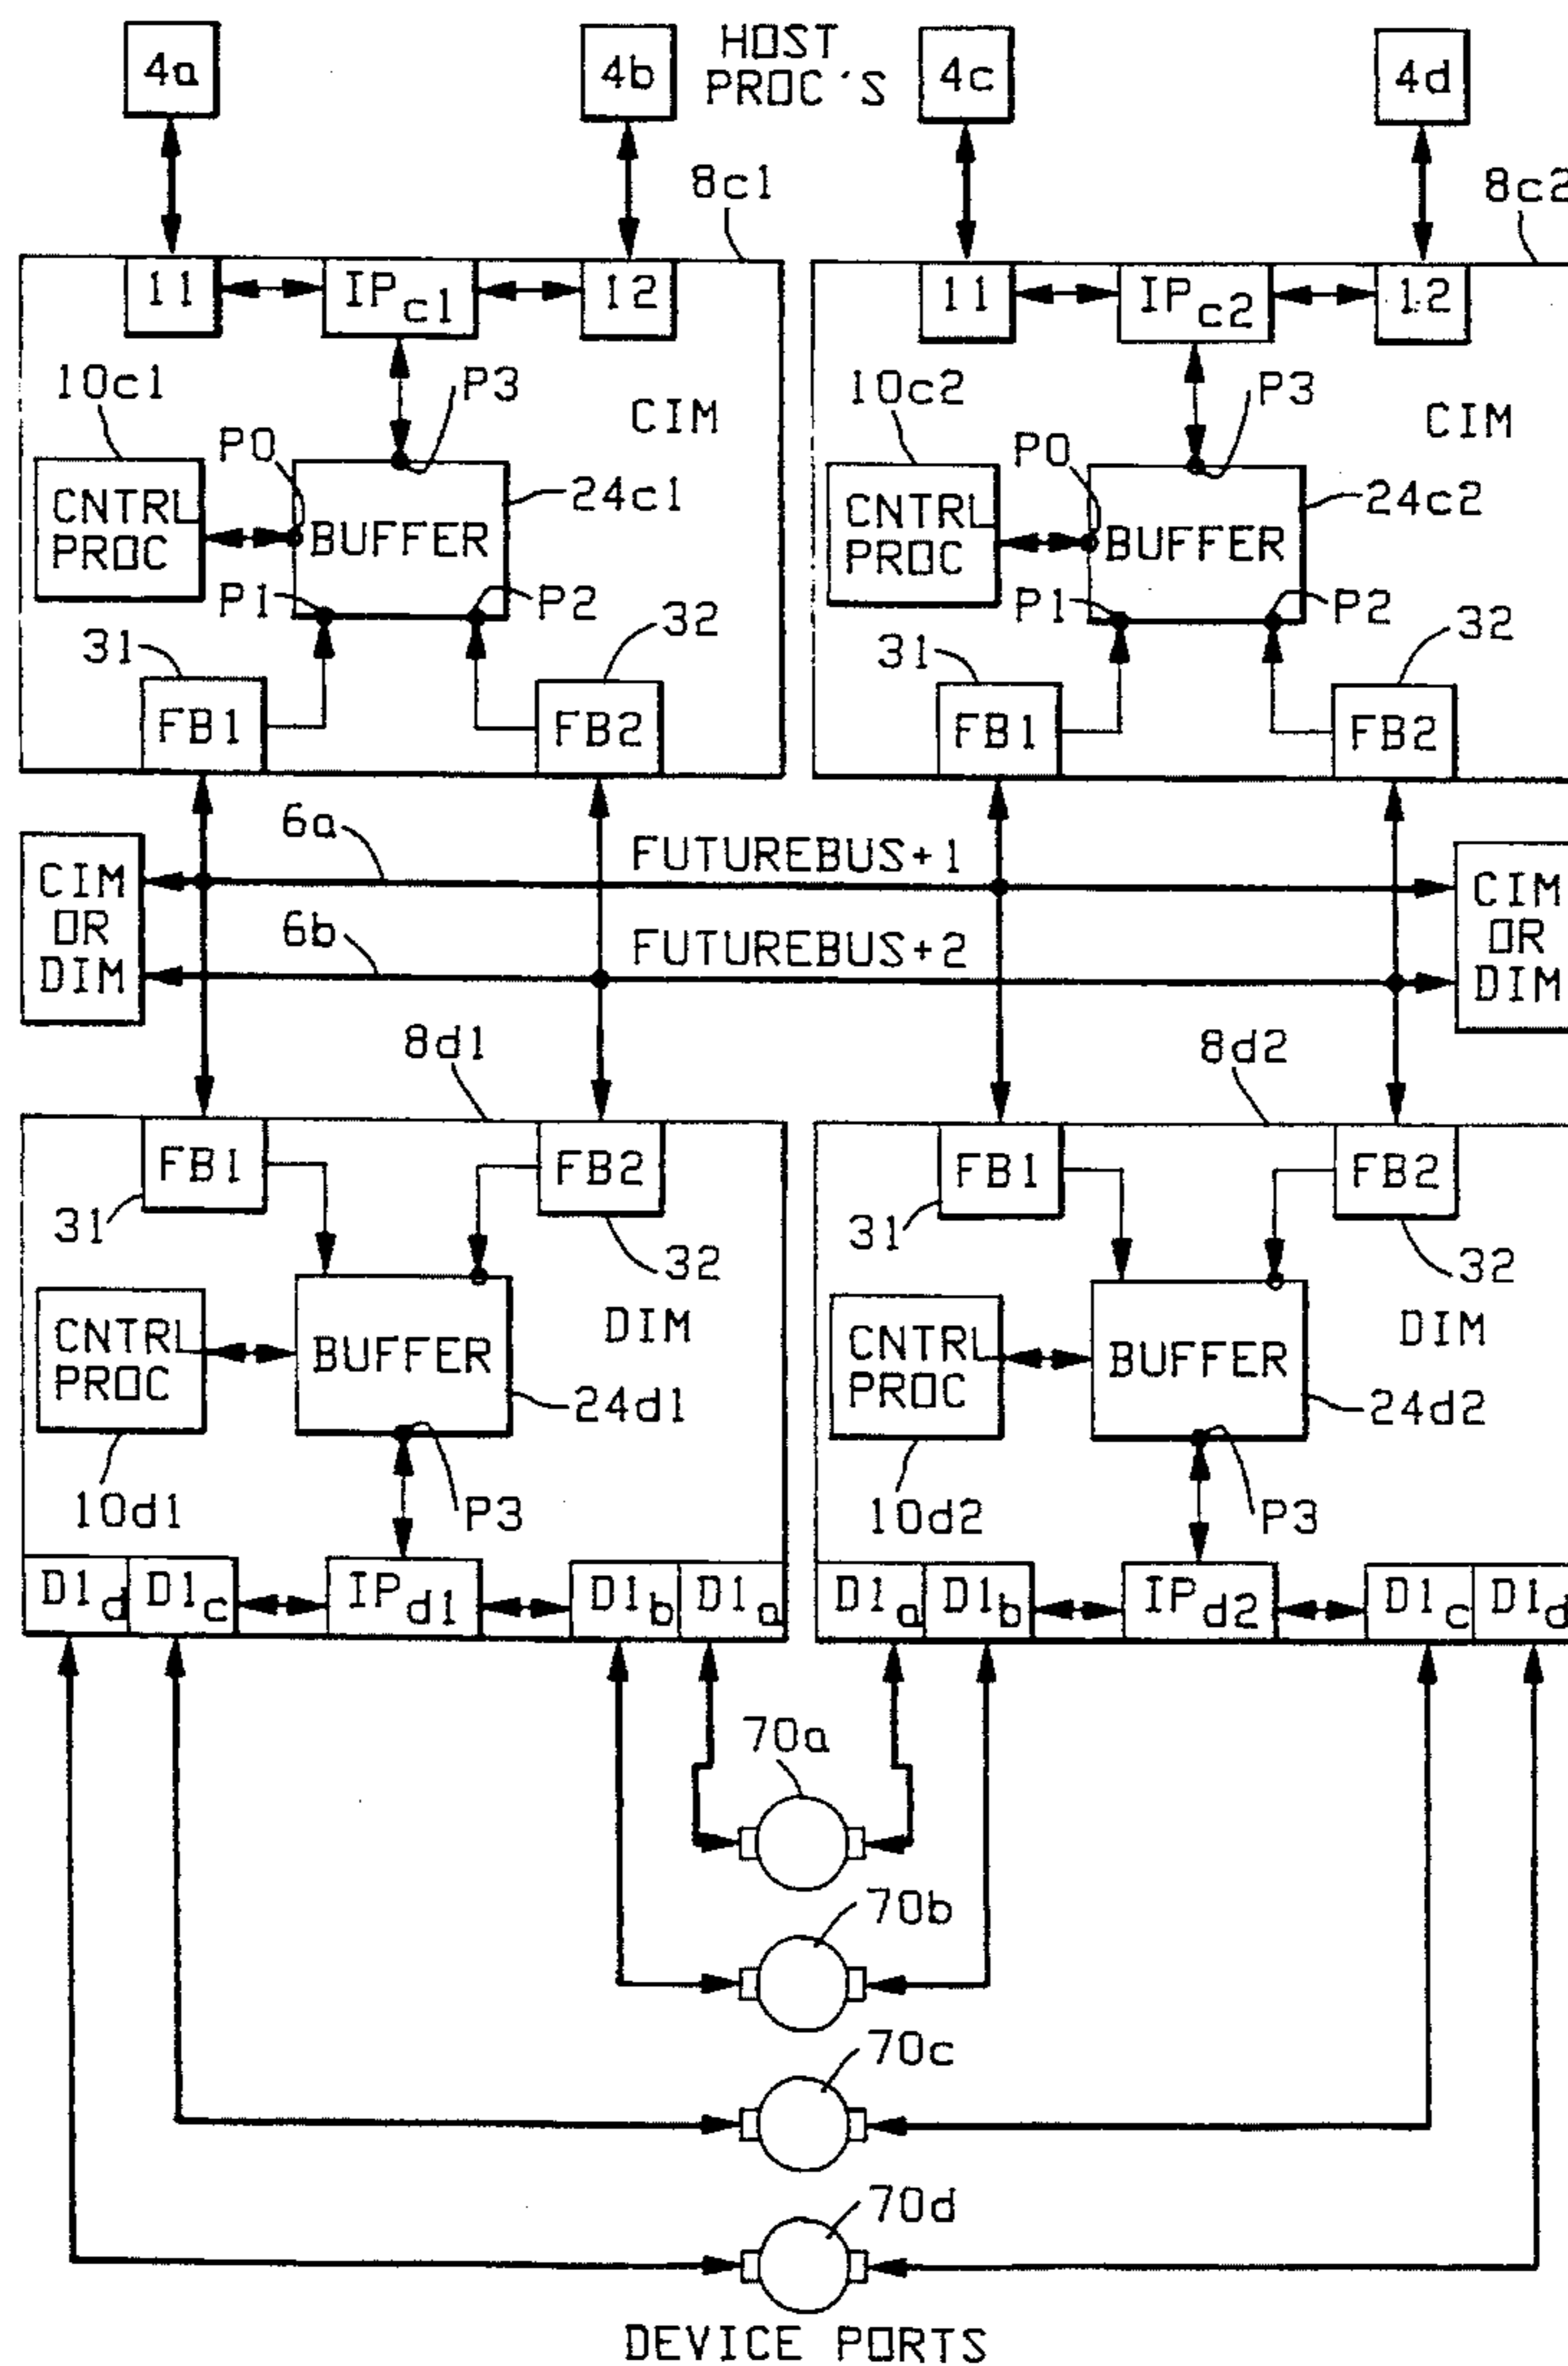 4a
4b
HOST
PROC'S
4c
4d
8c1
8c2
11
IPc1
12
11
IPc2
12
10c1
P3
CIM
10c2
P3
CIM
P0
CNTRL
PROC
BUFFER
24c1
P0
CNTRL
PROC
BUFFER
24c2
P1
P2
P1
P2
31
32
31
32
FB1
FB2
FB1
FB2
6a
FUTUREBUS+1
CIM
OR
DIM
CIM
OR
DIM
6b
FUTUREBUS+2
8d1
8d2
FB1
FB2
FB1
FB2
31
32
31
32
DIM
DIM
CNTRL
PROC
BUFFER
24d1
CNTRL
PROC
BUFFER
24d2
10d1
P3
10d2
P3
D1d
D1c
IPd1
D1b
D1a
D1a
D1b
IPd2
D1c
D1d
70a
70b
70c
70d
DEVICE PORTS